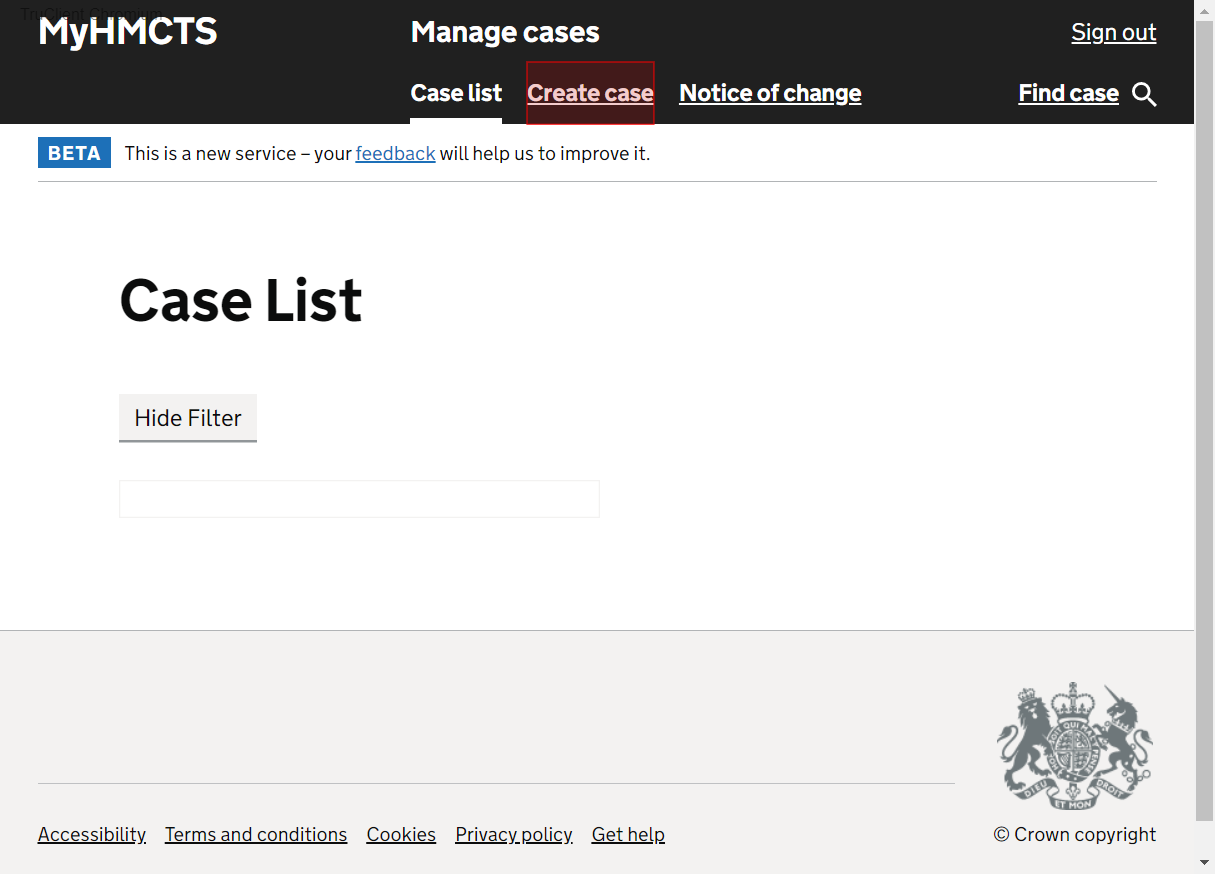 TruClient Chromium
MyHMCTS
Manage cases
Sign out
Case list Create case Notice of change Find case
BETA This is a new service – your feedback will help us to improve it.
Case List
Hide Filter
DIEU ET MON DROIT
Accessibility Terms and conditions Cookies Privacy policy Get help
© Crown copyright